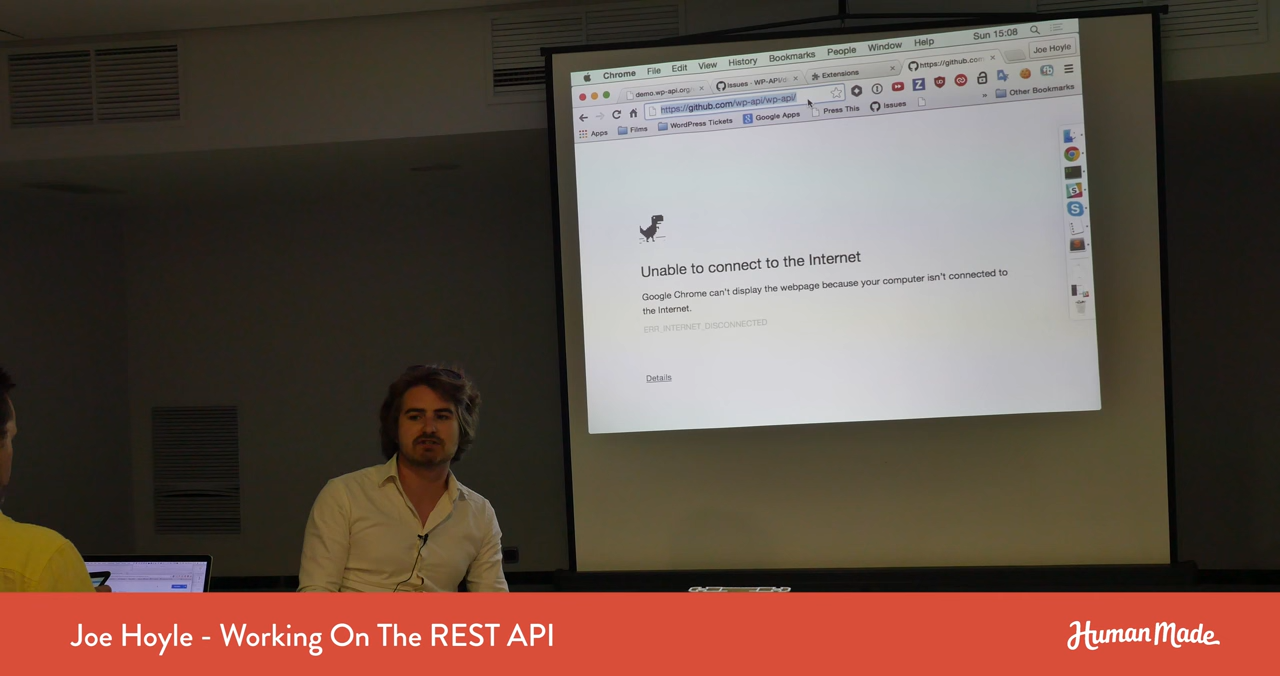 Chrome File Edit View History Bookmarks People Window Help Sun 15:08
demo.wp-api.org Issues · WP-API/ Extensions https://github.com Joe Hoyle
https://github.com/wp-api/wp-api/
Apps Films WordPress Tickets Google Apps Press This Issues » Other Bookmarks
Unable to connect to the Internet
Google Chrome can't display the webpage because your computer isn't connected to
the Internet.
ERR_INTERNET_DISCONNECTED
Details
Joe Hoyle - Working On The REST API
Human Made